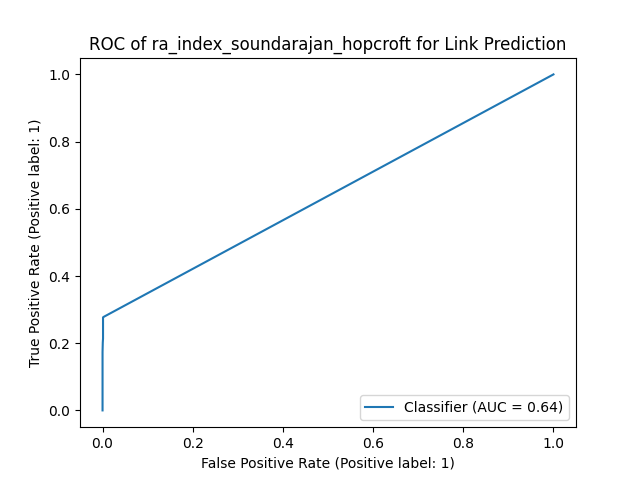 ROC of ra_index_soundarajan_hopcroft for Link Prediction
True Positive Rate (Positive label: 1)
1.0
0.8
0.6
0.4
0.2
0.0
Classifier (AUC = 0.64)
0.0 0.2 0.4 0.6 0.8 1.0
False Positive Rate (Positive label: 1)